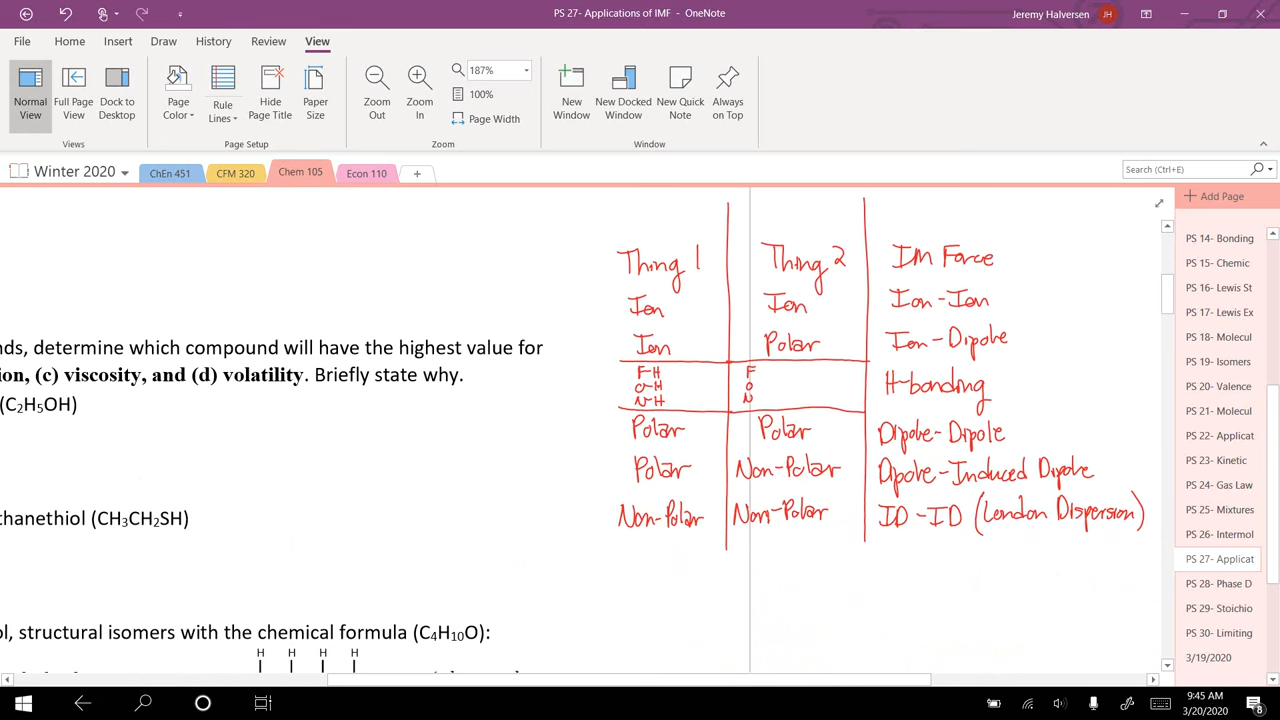 PS 27- Applications of IMF - OneNote
Jeremy Halversen JH
File Home Insert Draw History Review View
Normal View
Full Page View
Dock to Desktop
Page Color
Rule Lines
Hide Page Title
Paper Size
Zoom Out
Zoom In
187%
100%
Page Width
New Window
New Docked Window
New Quick Note
Always on Top
Views Page Setup Zoom Window
Winter 2020 ChEn 451 CFM 320 Chem 105 Econ 110 +
Search (Ctrl+E)
Add Page
PS 14- Bonding
PS 15- Chemic
PS 16- Lewis St
PS 17- Lewis Ex
PS 18- Molecul
PS 19- Isomers
PS 20- Valence
PS 21- Molecul
PS 22- Applicat
PS 23- Kinetic
PS 24- Gas Law
PS 25- Mixtures
PS 26- Intermol
PS 27- Applicat
PS 28- Phase D
PS 29- Stoichio
PS 30- Limiting
3/19/2020
nds, determine which compound will have the highest value for
ion, (c) viscosity, and (d) volatility. Briefly state why.
(C₂H₅OH)
thanethiol (CH₃CH₂SH)
ol, structural isomers with the chemical formula (C₄H₁₀O):
H H H H
Thing 1 Thing 2 IM Force
Ion Ion Ion-Ion
Ion Polar Ion-Dipole
F-H F
O-H O H-bonding
N-H N
Polar Polar Dipole-Dipole
Polar Non-Polar Dipole-Induced Dipole
Non-Polar Non-Polar ID-ID (London Dispersion)
9:45 AM
3/20/2020
8